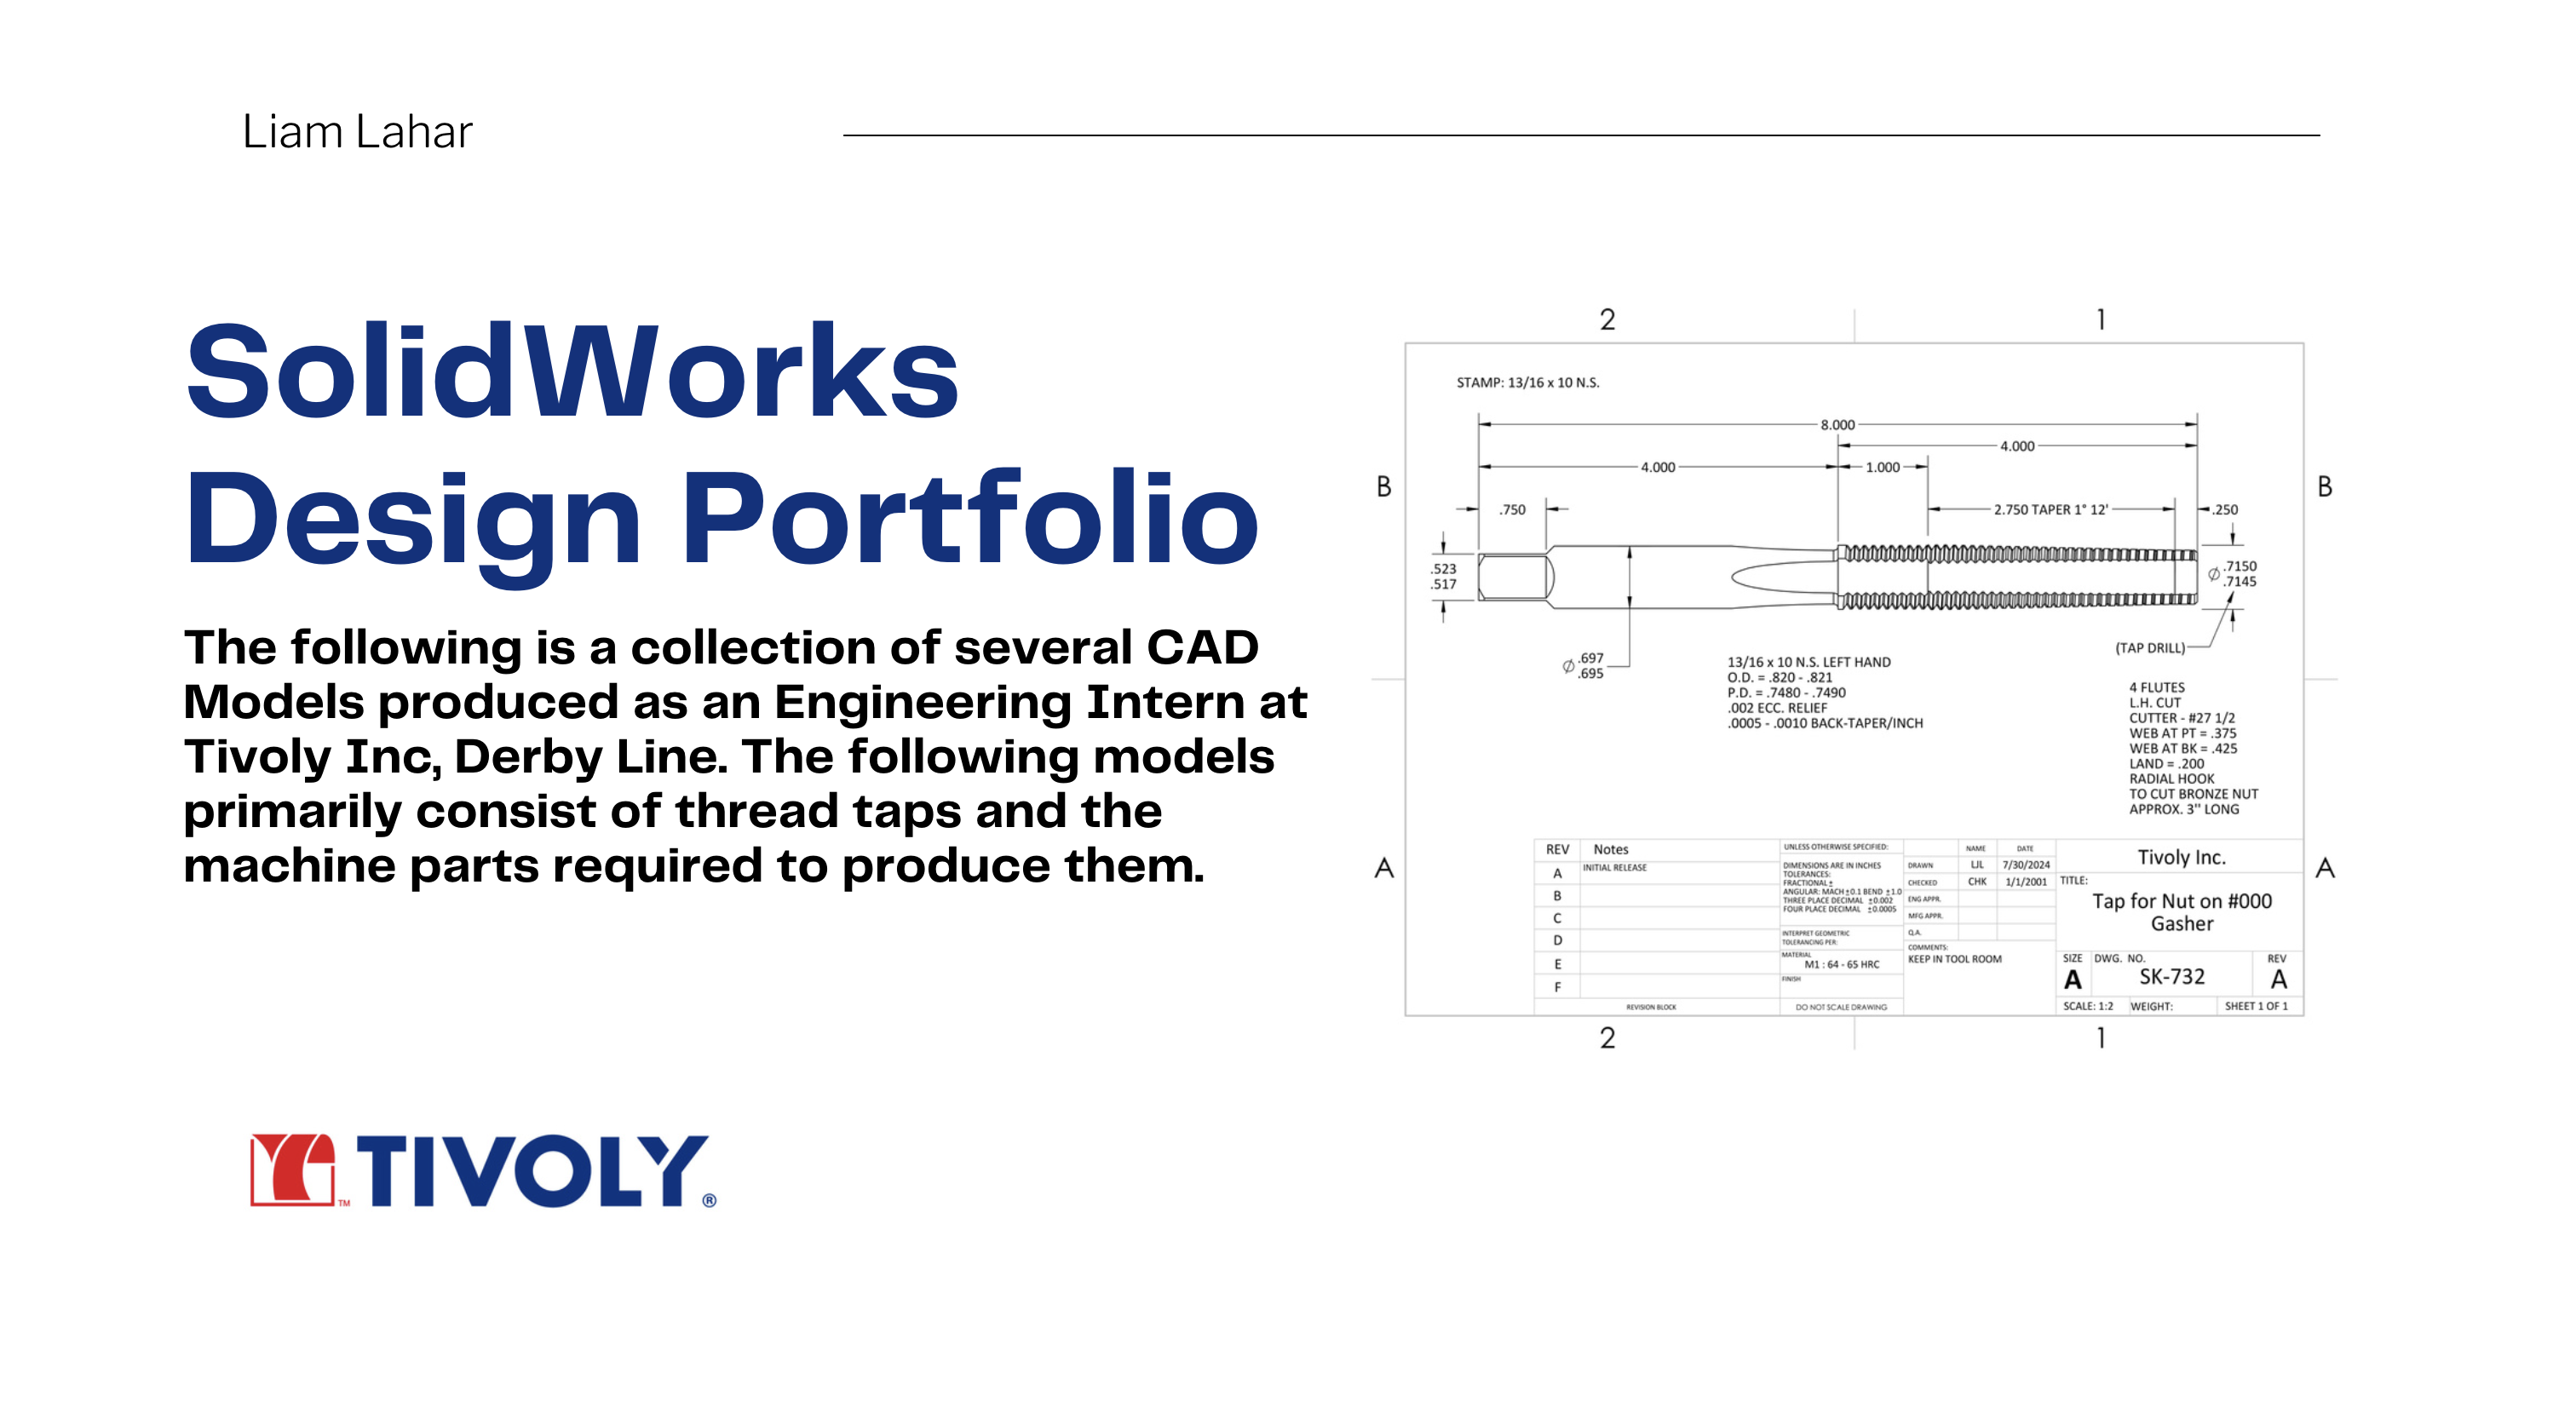 Liam Lahar
SolidWorks
Design Portfolio
The following is a collection of several CAD
Models produced as an Engineering Intern at
Tivoly Inc, Derby Line. The following models
primarily consist of thread taps and the
machine parts required to produce them.
TM TIVOLY ®
2 1
STAMP: 13/16 x 10 N.S.
8.000
4.000
4.000 1.000
B B
.750 2.750 TAPER 1° 12' .250
.523
.517
Ø .7150
.7145
(TAP DRILL)
Ø .697
.695
13/16 x 10 N.S. LEFT HAND
O.D. = .820 - .821
P.D. = .7480 - .7490
.002 ECC. RELIEF
.0005 - .0010 BACK-TAPER/INCH
4 FLUTES
L.H. CUT
CUTTER - #27 1/2
WEB AT PT = .375
WEB AT BK = .425
LAND = .200
RADIAL HOOK
TO CUT BRONZE NUT
APPROX. 3" LONG
A A
REV Notes
A INITIAL RELEASE
B
C
D
E
F
REVISION BLOCK
UNLESS OTHERWISE SPECIFIED:
DIMENSIONS ARE IN INCHES
TOLERANCES:
FRACTIONAL ±
ANGULAR: MACH ±0.1 BEND ±1.0
THREE PLACE DECIMAL ±0.002
FOUR PLACE DECIMAL ±0.0005
INTERPRET GEOMETRIC
TOLERANCING PER:
MATERIAL
M1 : 64 - 65 HRC
FINISH
DO NOT SCALE DRAWING
NAME DATE
DRAWN LJL 7/30/2024
CHECKED CHK 1/1/2001
ENG APPR.
MFG APPR.
Q.A.
COMMENTS:
KEEP IN TOOL ROOM
Tivoly Inc.
TITLE:
Tap for Nut on #000
Gasher
SIZE DWG. NO. REV
A SK-732 A
SCALE: 1:2 WEIGHT: SHEET 1 OF 1
2 1